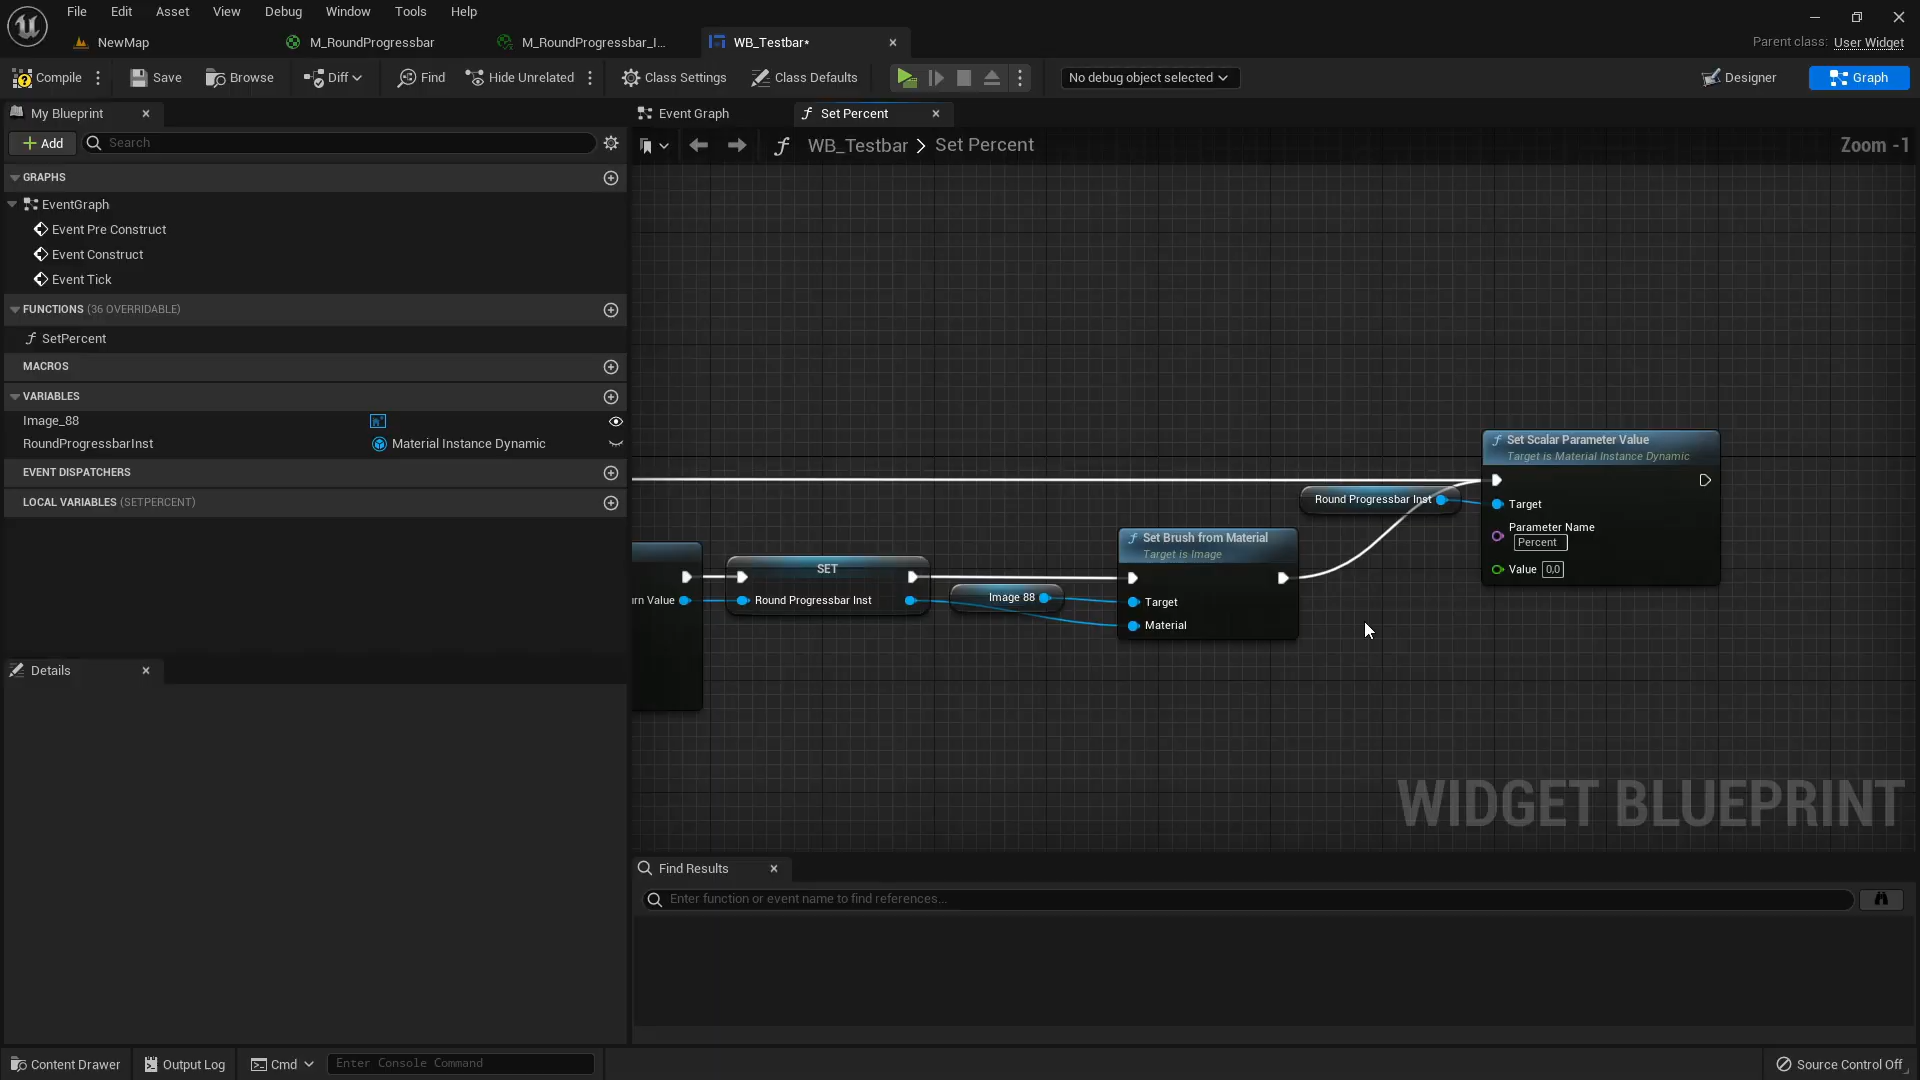 File Edit Asset View Debug Window Tools Help
NewMap M_RoundProgressbar M_RoundProgressbar_I... WB_Testbar* Parent class: User Widget
Compile Save Browse Diff Find Hide Unrelated Class Settings Class Defaults No debug object selected Designer Graph
My Blueprint
Event Graph Set Percent
Add Search
WB_Testbar > Set Percent Zoom -1
GRAPHS
EventGraph
Event Pre Construct
Event Construct
Event Tick
FUNCTIONS (36 OVERRIDABLE)
SetPercent
MACROS
VARIABLES
Image_88
RoundProgressbarInst Material Instance Dynamic
EVENT DISPATCHERS
LOCAL VARIABLES (SETPERCENT)
Details
rn Value
SET
Round Progressbar Inst
Image 88
Set Brush from Material
Target is Image
Target
Material
Round Progressbar Inst
Set Scalar Parameter Value
Target is Material Instance Dynamic
Target
Parameter Name
Percent
Value 0,0
WIDGET BLUEPRINT
Find Results
Enter function or event name to find references...
Content Drawer Output Log Cmd Enter Console Command Source Control Off